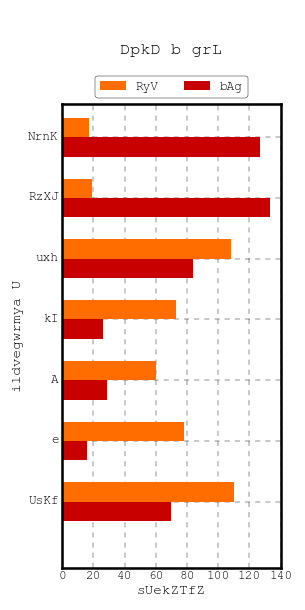 DpkD b grL
RyV bAg
NrnK
RzXJ
uxh
kI
A
e
UsKf
ildvegwrmya U
0 20 40 60 80 100 120 140
sUekZTfZ